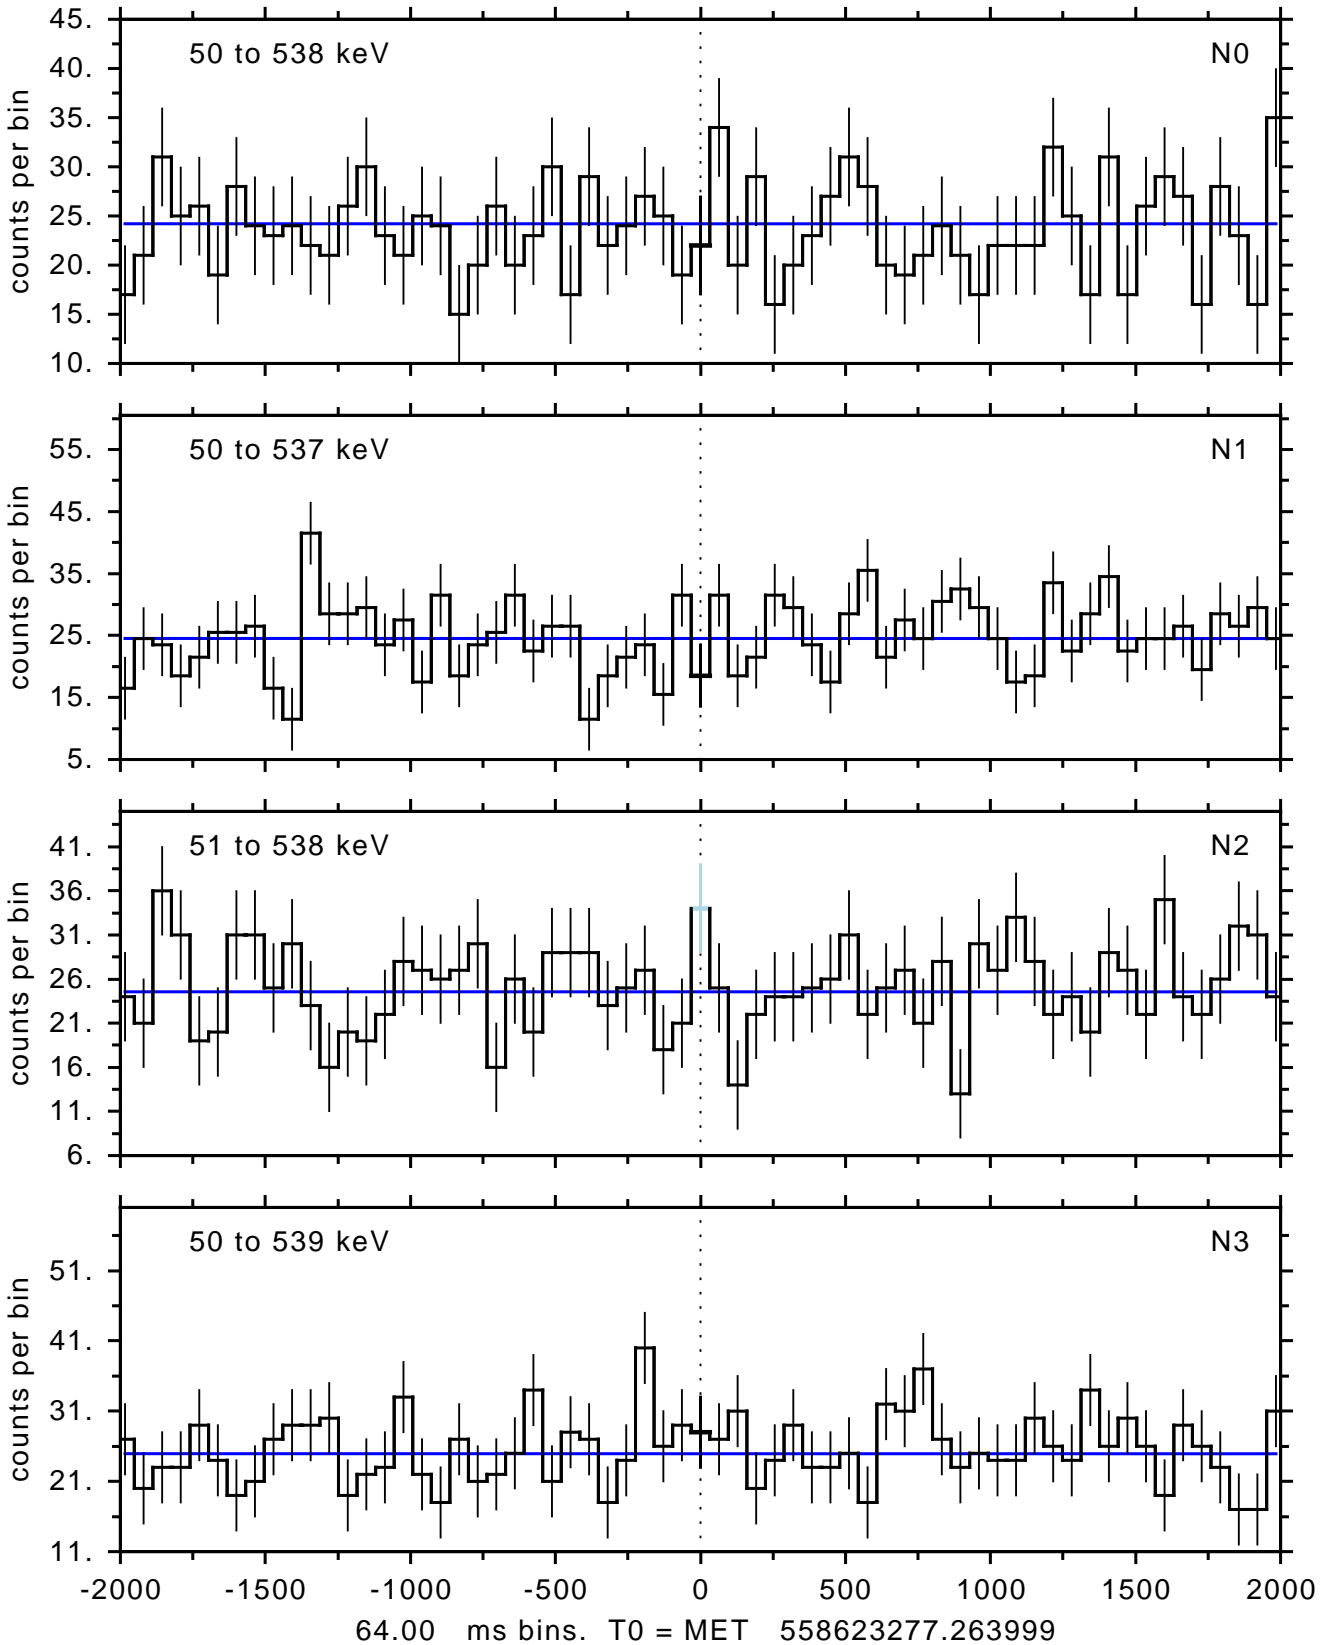 45.
50 to 538 keV N0
40.
35.
30.
25.
20.
15.
10.
counts per bin
50 to 537 keV N1
55.
45.
35.
25.
15.
5.
counts per bin
51 to 538 keV N2
41.
36.
31.
26.
21.
16.
11.
6.
counts per bin
50 to 539 keV N3
51.
41.
31.
21.
11.
counts per bin
-2000 -1500 -1000 -500 0 500 1000 1500 2000
64.00 ms bins. T0 = MET 558623277.263999